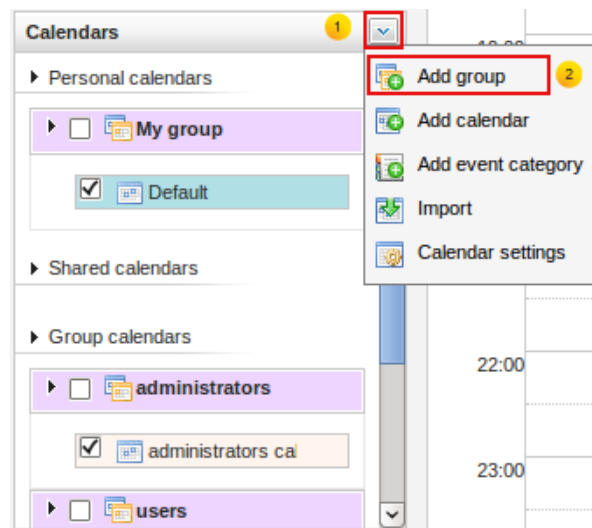 Calendars
1
Add group
2
Personal calendars
Add calendar
My group
Add event category
Default
Import
Calendar settings
Shared calendars
Group calendars
22:00
administrators
administrators ca
23:00
users